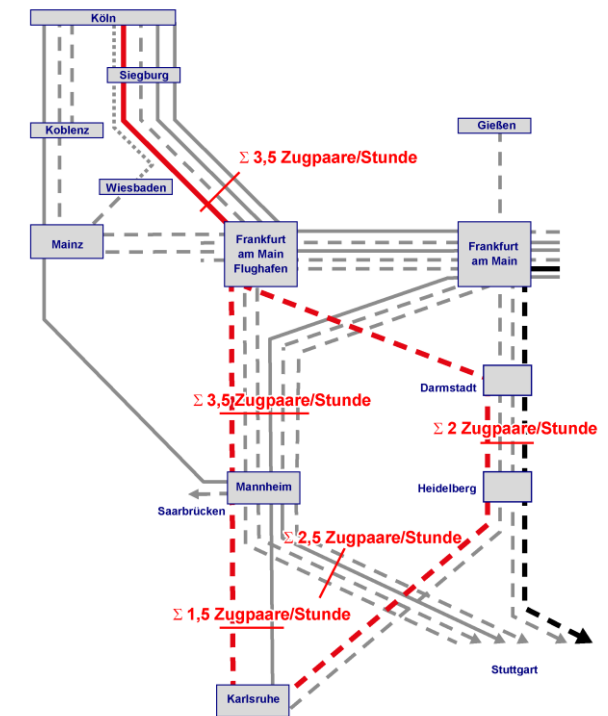 Köln
Siegburg
Koblenz
Gießen
Σ 3,5 Zugpaare/Stunde
Wiesbaden
Mainz
Frankfurt
am Main
Flughafen
Frankfurt
am Main
Darmstadt
Σ 3,5 Zugpaare/Stunde
Σ 2 Zugpaare/Stunde
Mannheim
Heidelberg
Saarbrücken
Σ 2,5 Zugpaare/Stunde
Σ 1,5 Zugpaare/Stunde
Stuttgart
Karlsruhe